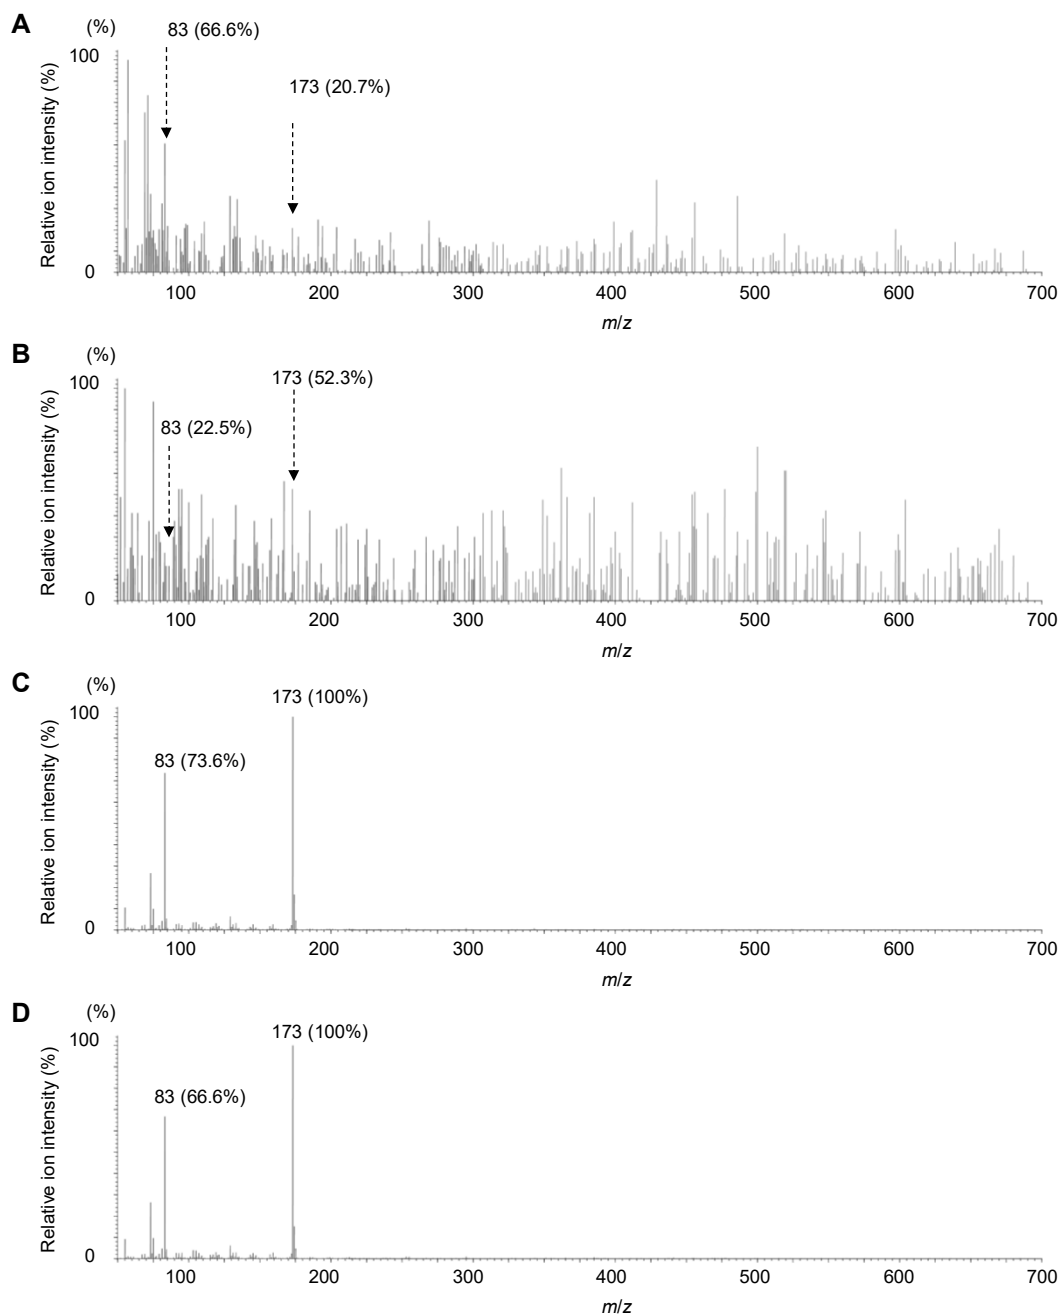 A
(%)
83 (66.6%)
173 (20.7%)
Relative ion intensity (%)
100
0
100 200 300 400 500 600 700
m/z
B
(%)
173 (52.3%)
83 (22.5%)
Relative ion intensity (%)
100
0
100 200 300 400 500 600 700
m/z
C
(%)
173 (100%)
83 (73.6%)
Relative ion intensity (%)
100
0
100 200 300 400 500 600 700
m/z
D
(%)
173 (100%)
83 (66.6%)
Relative ion intensity (%)
100
0
100 200 300 400 500 600 700
m/z